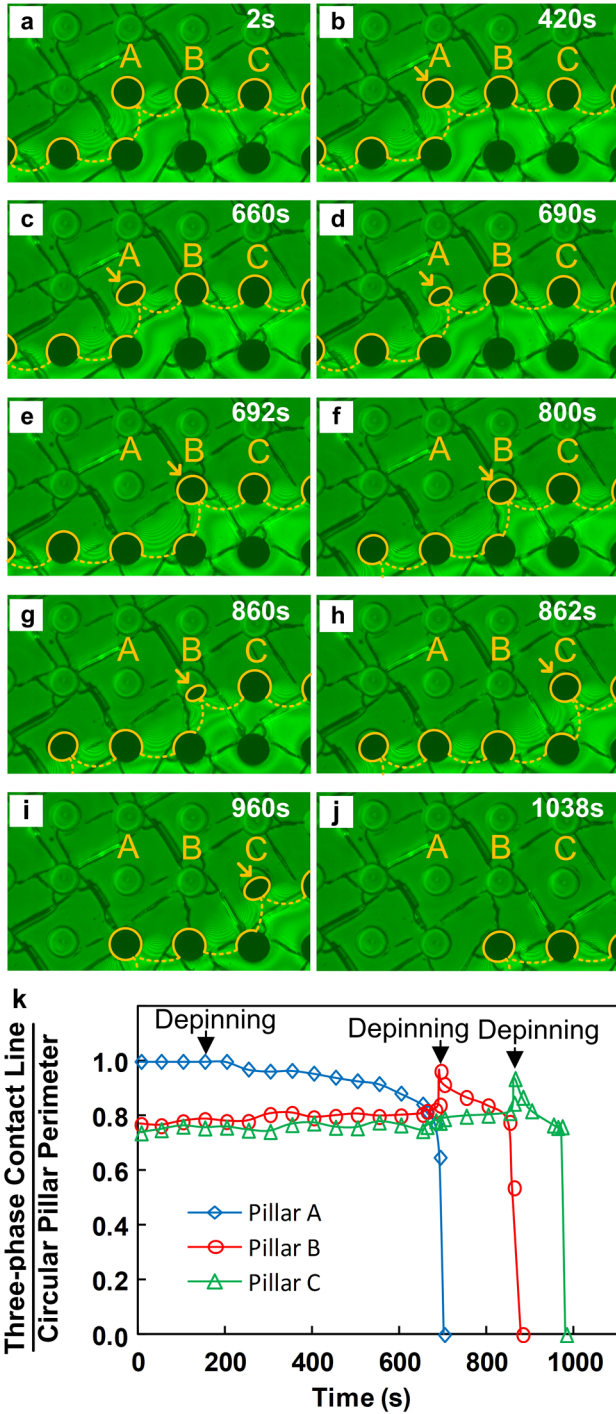 a 2s
A B C
b 420s
A B C
c 660s
A B C
d 690s
A B C
e 692s
A B C
f 800s
A B C
g 860s
A B C
h 862s
A B C
i 960s
A B C
j 1038s
A B C
k
Depinning Depinning Depinning
Three-phase Contact Line
Circular Pillar Perimeter
1.0
0.8
0.6
0.4
0.2
0.0
Pillar A
Pillar B
Pillar C
0 200 400 600 800 1000
Time (s)